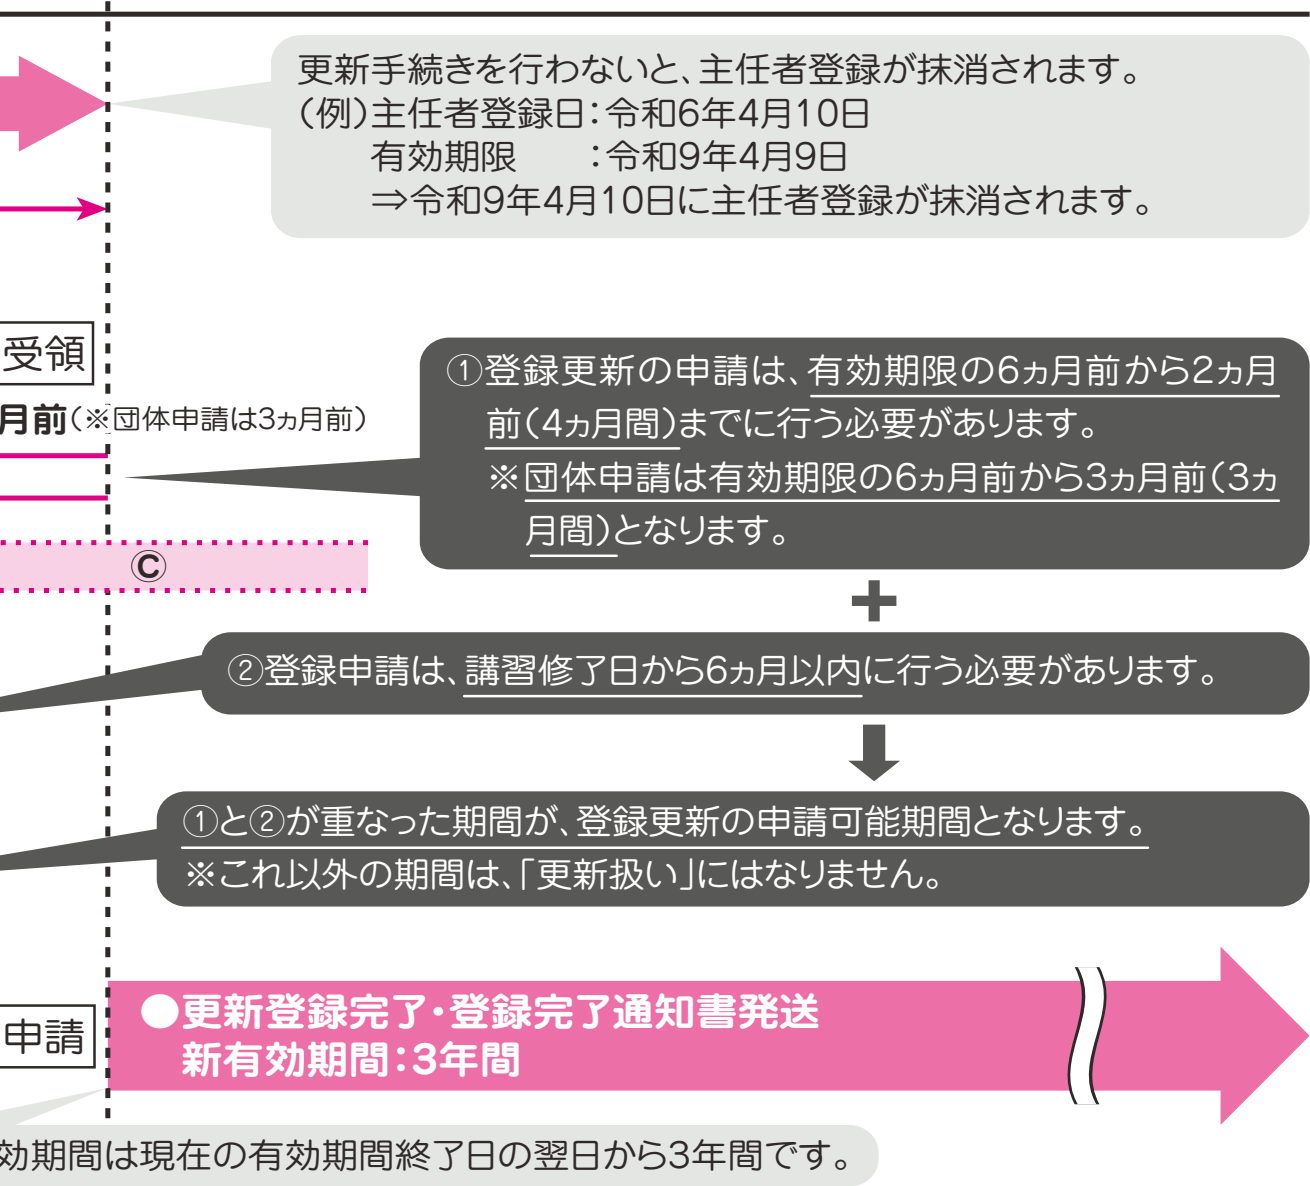 更新手続きを行わないと、主任者登録が抹消されます。
(例)主任者登録日：令和6年4月10日
有効期限　　：令和9年4月9日
⇒令和9年4月10日に主任者登録が抹消されます。
受領
月前(※団体申請は3ヵ月前)
①登録更新の申請は、有効期限の6ヵ月前から2ヵ月
前(4ヵ月間)までに行う必要があります。
※団体申請は有効期限の6ヵ月前から3ヵ月前(3ヵ
月間)となります。
Ⓒ
②登録申請は、講習修了日から6ヵ月以内に行う必要があります。
①と②が重なった期間が、登録更新の申請可能期間となります。
※これ以外の期間は、「更新扱い」にはなりません。
申請
●更新登録完了・登録完了通知書発送
新有効期間：3年間
効期間は現在の有効期間終了日の翌日から3年間です。